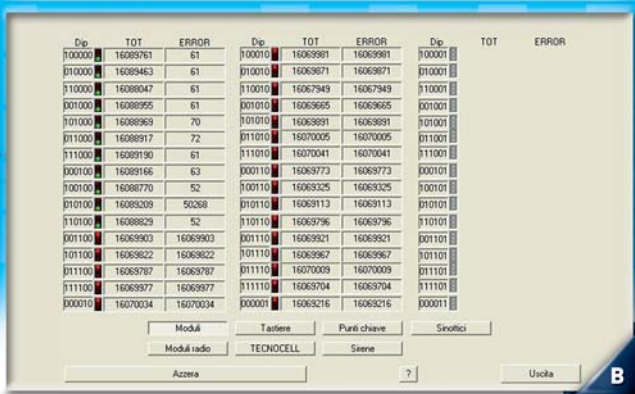 Dip TOT ERROR Dip TOT ERROR Dip TOT ERROR
100000 16089761 61 100010 16069981 16069981 100001
010000 16089463 61 010010 16069871 16069871 010001
110000 16088047 61 110010 16067949 16067949 110001
001000 16088955 61 001010 16069665 16069665 001001
101000 16088969 70 101010 16069891 16069891 101001
011000 16088917 72 011010 16070005 16070005 011001
111000 16089190 61 111010 16070041 16070041 111001
000100 16089166 63 000110 16069773 16069773 000101
100100 16088770 52 100110 16069325 16069325 100101
010100 16089209 50268 010110 16069113 16069113 010101
110100 16088829 52 110110 16069796 16069796 110101
001100 16069903 16069903 001110 16069921 16069921 001101
101100 16069822 16069822 101110 16069967 16069967 101101
011100 16069787 16069787 011110 16070009 16070009 011101
111100 16069977 16069977 111110 16069704 16069704 111101
000010 16070034 16070034 000001 16069216 16069216 000011
Moduli Tastiere Punti chiave Sinottici
Moduli radio TECNOCELL Sirene
Azzera ? Uscita
B